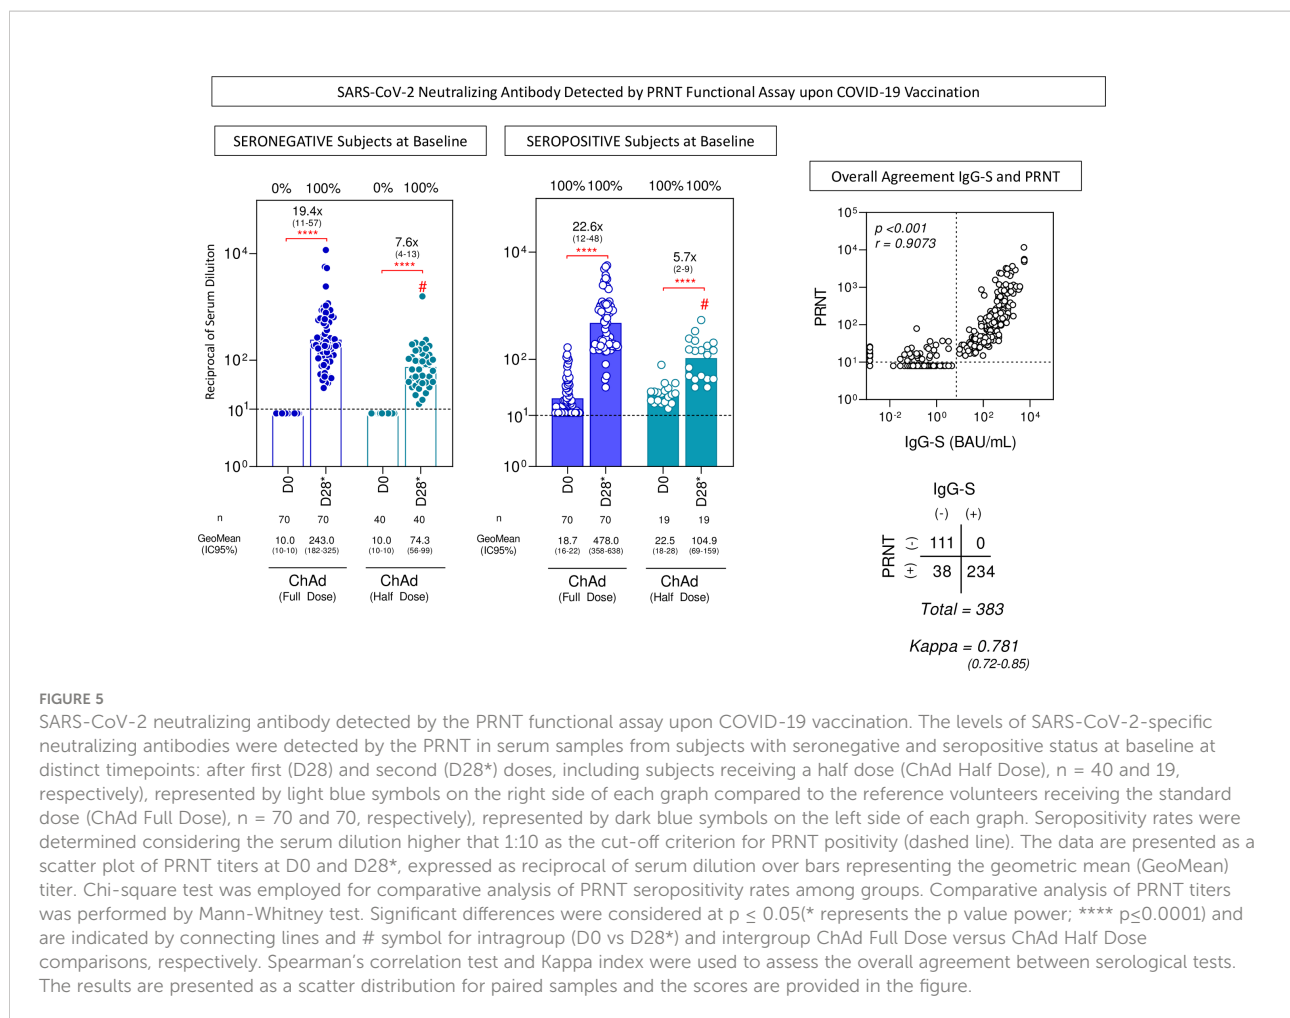 SARS-CoV-2 Neutralizing Antibody Detected by PRNT Functional Assay upon COVID-19 Vaccination
SERONEGATIVE Subjects at Baseline
SEROPOSITIVE Subjects at Baseline
Overall Agreement IgG-S and PRNT
0% 100% 0% 100%
19.4x
(11-57)
****
7.6x
(4-13)
****
#
Reciprocal of Serum Diluiton
10⁴
10²
10¹
10⁰
D0 D28* D0 D28*
70 70 40 40
GeoMean
(IC95%)
10.0 243.0 10.0 74.3
(10-10) (182-325) (10-10) (56-99)
ChAd
(Full Dose)
ChAd
(Half Dose)
100% 100% 100% 100%
22.6x
(12-48)
****
5.7x
(2-9)
****
#
10⁴
10²
10¹
10⁰
D0 D28* D0 D28*
n
n 70 70 19 19
GeoMean
(IC95%)
18.7 478.0 22.5 104.9
(16-22) (358-638) (18-28) (69-159)
ChAd
(Full Dose)
ChAd
(Half Dose)
p <0.001
r = 0.9073
PRNT
10⁵
10⁴
10³
10²
10¹
10⁰
10⁻² 10⁰ 10² 10⁴
IgG-S (BAU/mL)
IgG-S
(-) (+)
PRNT
(-) 111 0
(+) 38 234
Total = 383
Kappa = 0.781
(0.72-0.85)
FIGURE 5
SARS-CoV-2 neutralizing antibody detected by the PRNT functional assay upon COVID-19 vaccination. The levels of SARS-CoV-2-specific
neutralizing antibodies were detected by the PRNT in serum samples from subjects with seronegative and seropositive status at baseline at
distinct timepoints: after first (D28) and second (D28*) doses, including subjects receiving a half dose (ChAd Half Dose), n = 40 and 19,
respectively), represented by light blue symbols on the right side of each graph compared to the reference volunteers receiving the standard
dose (ChAd Full Dose), n = 70 and 70, respectively), represented by dark blue symbols on the left side of each graph. Seropositivity rates were
determined considering the serum dilution higher that 1:10 as the cut-off criterion for PRNT positivity (dashed line). The data are presented as a
scatter plot of PRNT titers at D0 and D28*, expressed as reciprocal of serum dilution over bars representing the geometric mean (GeoMean)
titer. Chi-square test was employed for comparative analysis of PRNT seropositivity rates among groups. Comparative analysis of PRNT titers
was performed by Mann-Whitney test. Significant differences were considered at p ≤ 0.05(* represents the p value power; **** p≤0.0001) and
are indicated by connecting lines and # symbol for intragroup (D0 vs D28*) and intergroup ChAd Full Dose versus ChAd Half Dose
comparisons, respectively. Spearman's correlation test and Kappa index were used to assess the overall agreement between serological tests.
The results are presented as a scatter distribution for paired samples and the scores are provided in the figure.